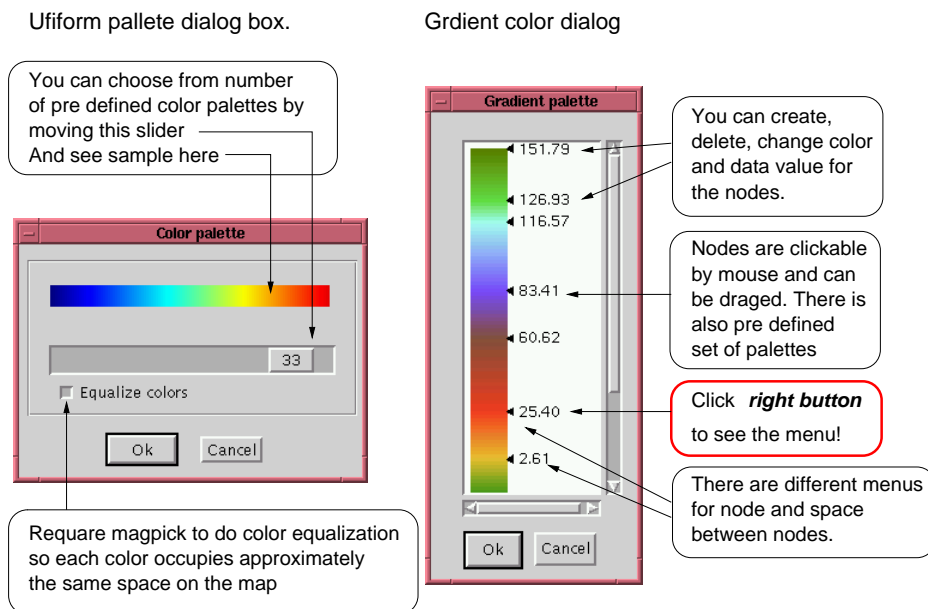 Ufiform pallete dialog box.
Grdient color dialog
You can choose from number
of pre defined color palettes by
moving this slider
And see sample here
Color palette
33
Equalize colors
Ok
Cancel
Requare magpick to do color equalization
so each color occupies approximately
the same space on the map
Gradient palette
151.79
126.93
116.57
83.41
60.62
25.40
2.61
Ok
Cancel
You can create,
delete, change color
and data value for
the nodes.
Nodes are clickable
by mouse and can
be draged. There is
also pre defined
set of palettes
Click right button
to see the menu!
There are different menus
for node and space
between nodes.